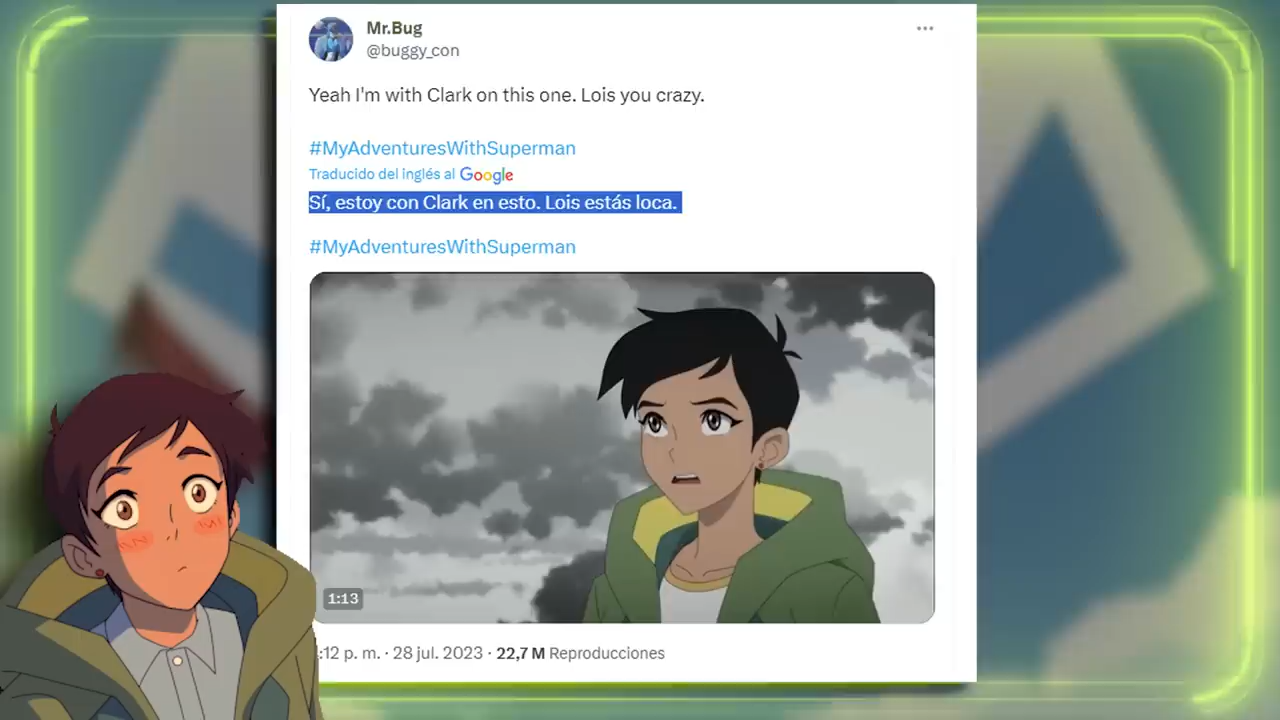 Mr.Bug
@buggy_con
Yeah I'm with Clark on this one. Lois you crazy.
#MyAdventuresWithSuperman
Traducido del inglés al Google
Sí, estoy con Clark en esto. Lois estás loca.
#MyAdventuresWithSuperman
1:13
:12 p. m. · 28 jul. 2023 · 22,7 M Reproducciones